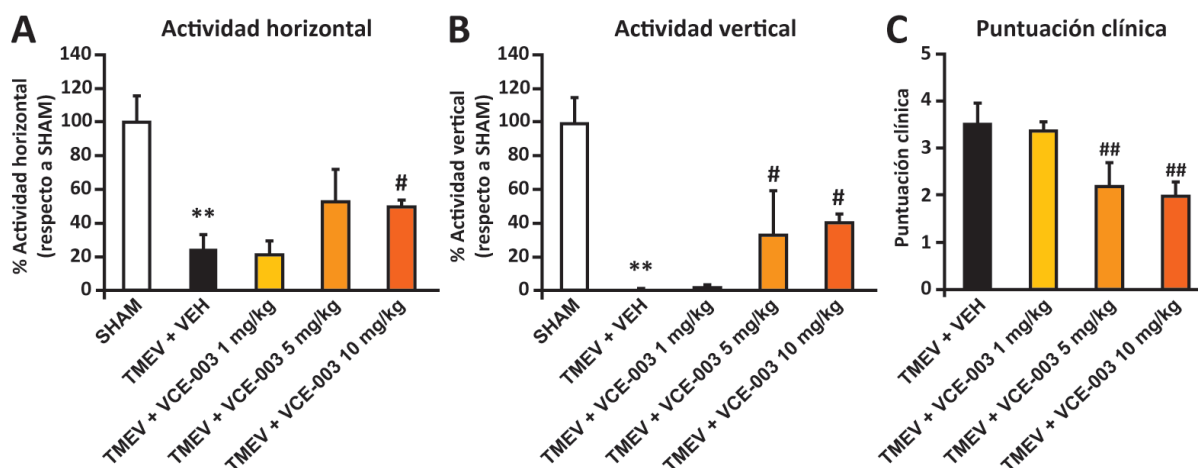 A
Actividad horizontal
% Actividad horizontal
(respecto a SHAM)
140
120
100
80
60
40
20
0
**
#
SHAM
TMEV + VEH
TMEV + VCE-003 1 mg/kg
TMEV + VCE-003 5 mg/kg
TMEV + VCE-003 10 mg/kg
B
Actividad vertical
% Actividad vertical
(respecto a SHAM)
140
120
100
80
60
40
20
0
**
#
#
SHAM
TMEV + VEH
TMEV + VCE-003 1 mg/kg
TMEV + VCE-003 5 mg/kg
TMEV + VCE-003 10 mg/kg
C
Puntuación clínica
Puntuación clínica
5
4
3
2
1
0
##
##
TMEV + VEH
TMEV + VCE-003 1 mg/kg
TMEV + VCE-003 5 mg/kg
TMEV + VCE-003 10 mg/kg